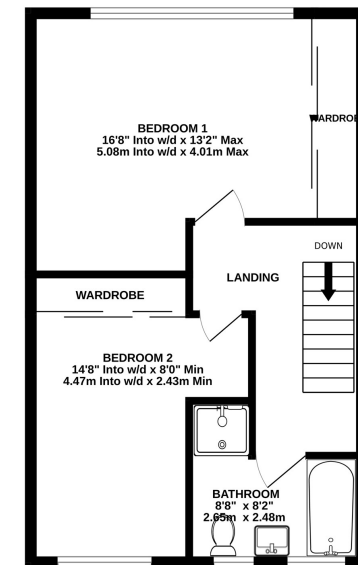 BEDROOM 1
16'8" Into w/d x 13'2" Max
5.08m Into w/d x 4.01m Max
DOWN
LANDING
WARDROBE
BEDROOM 2
14'8" Into w/d x 8'0" Min
4.47m Into w/d x 2.43m Min
BATHROOM
8'8" x 8'2"
2.65m x 2.48m